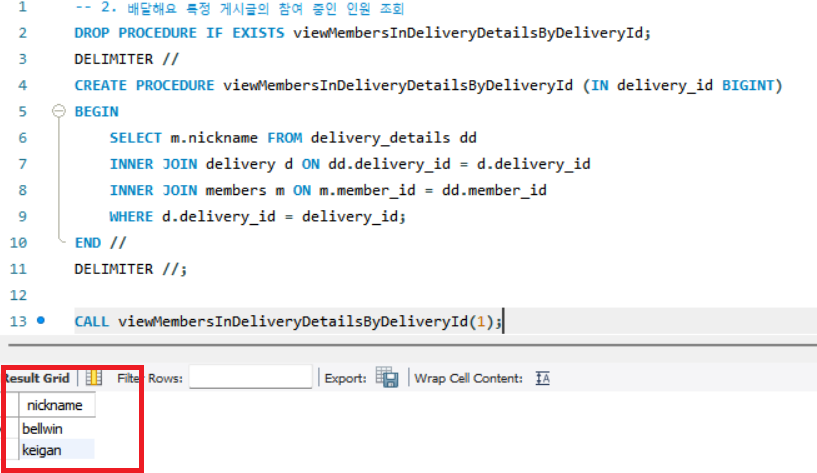 1 -- 2. 배달해요 특정 게시글의 참여 중인 인원 조회
2 DROP PROCEDURE IF EXISTS viewMembersInDeliveryDetailsByDeliveryId;
3 DELIMITER //
4 CREATE PROCEDURE viewMembersInDeliveryDetailsByDeliveryId (IN delivery_id BIGINT)
5 BEGIN
6 SELECT m.nickname FROM delivery_details dd
7 INNER JOIN delivery d ON dd.delivery_id = d.delivery_id
8 INNER JOIN members m ON m.member_id = dd.member_id
9 WHERE d.delivery_id = delivery_id;
10 END //
11 DELIMITER //;
12
13 CALL viewMembersInDeliveryDetailsByDeliveryId(1);
Result Grid Filter Rows: Export: Wrap Cell Content: IA
nickname
bellwin
keigan